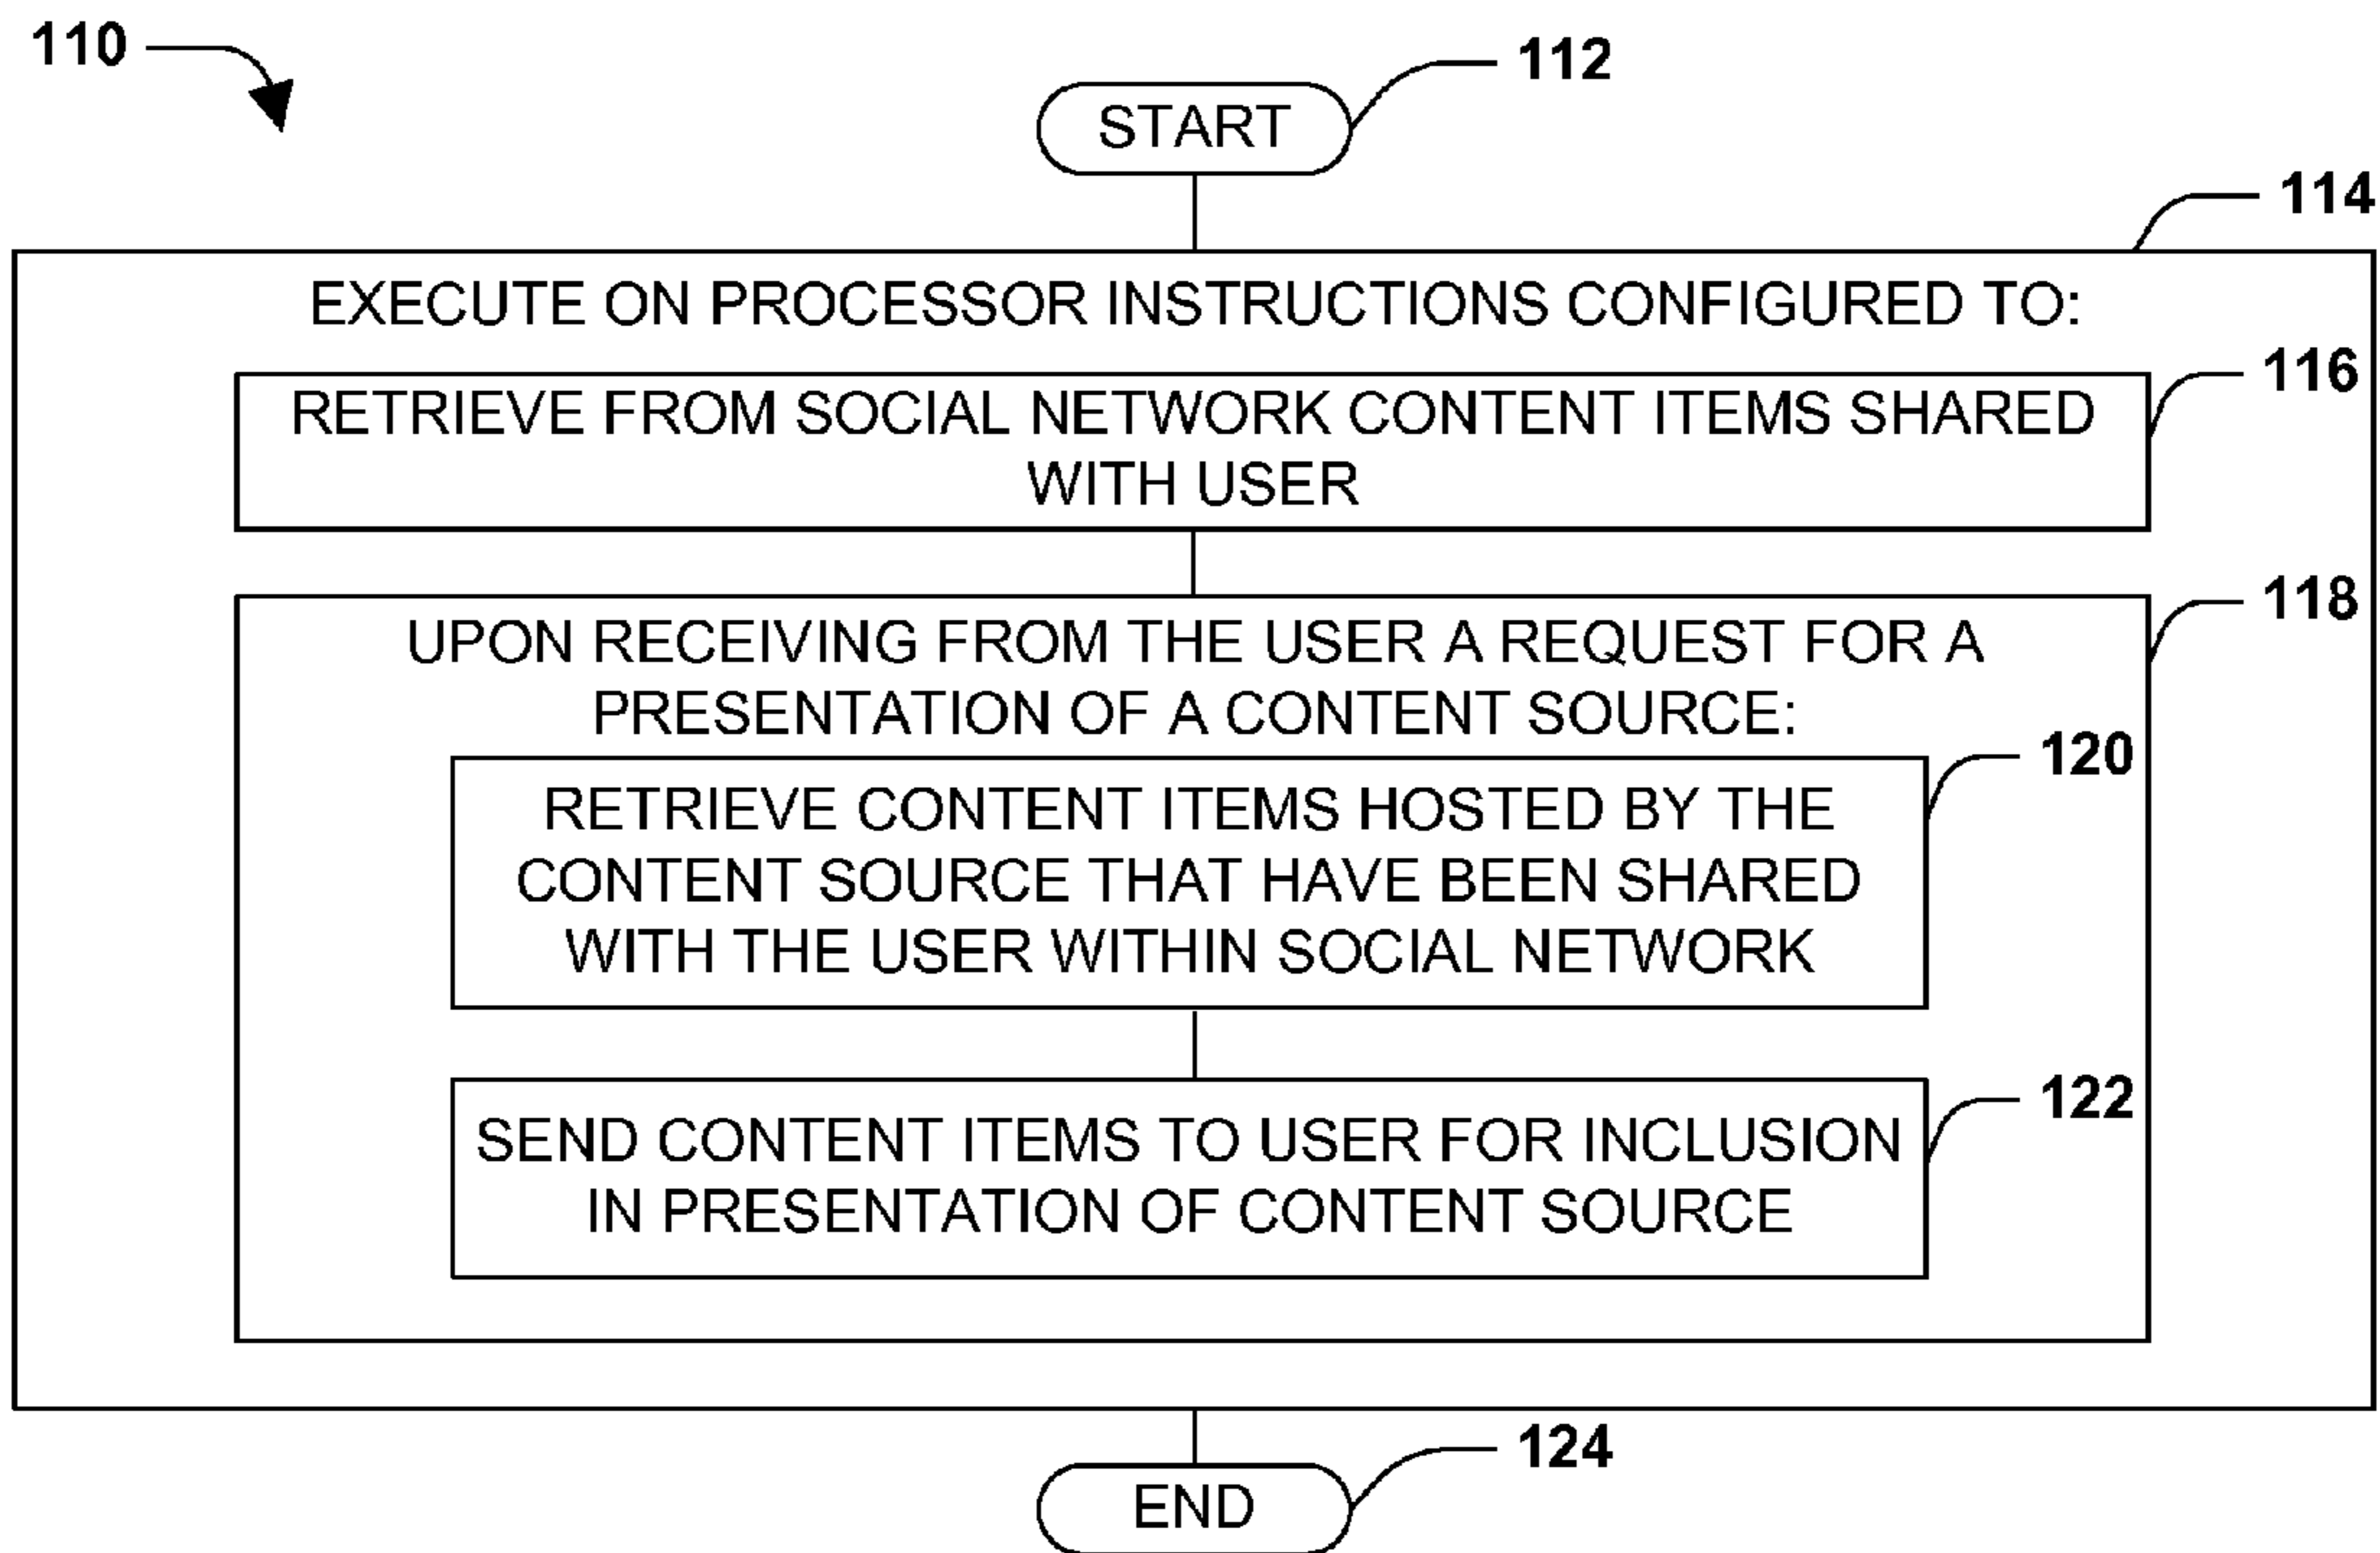 110
112
START
114
EXECUTE ON PROCESSOR INSTRUCTIONS CONFIGURED TO:
116
RETRIEVE FROM SOCIAL NETWORK CONTENT ITEMS SHARED
WITH USER
118
UPON RECEIVING FROM THE USER A REQUEST FOR A
PRESENTATION OF A CONTENT SOURCE:
120
RETRIEVE CONTENT ITEMS HOSTED BY THE
CONTENT SOURCE THAT HAVE BEEN SHARED
WITH THE USER WITHIN SOCIAL NETWORK
122
SEND CONTENT ITEMS TO USER FOR INCLUSION
IN PRESENTATION OF CONTENT SOURCE
124
END